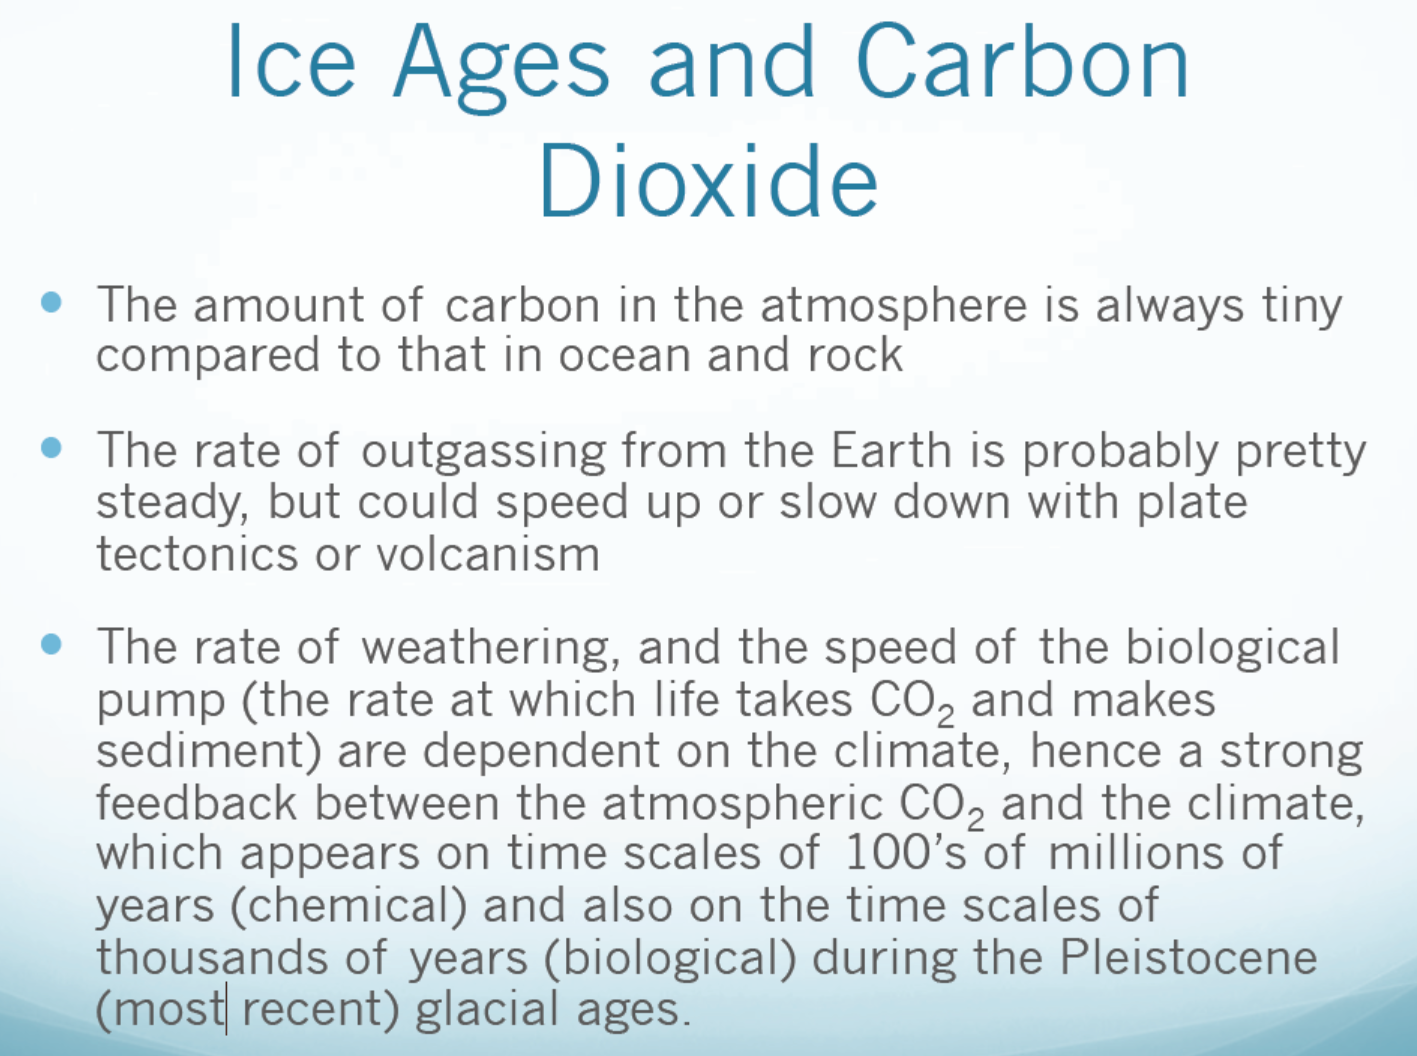 Ice Ages and Carbon
Dioxide
• The amount of carbon in the atmosphere is always tiny
compared to that in ocean and rock
• The rate of outgassing from the Earth is probably pretty
steady, but could speed up or slow down with plate
tectonics or volcanism
• The rate of weathering, and the speed of the biological
pump (the rate at which life takes CO₂ and makes
sediment) are dependent on the climate, hence a strong
feedback between the atmospheric CO₂ and the climate,
which appears on time scales of 100’s of millions of
years (chemical) and also on the time scales of
thousands of years (biological) during the Pleistocene
(most recent) glacial ages.